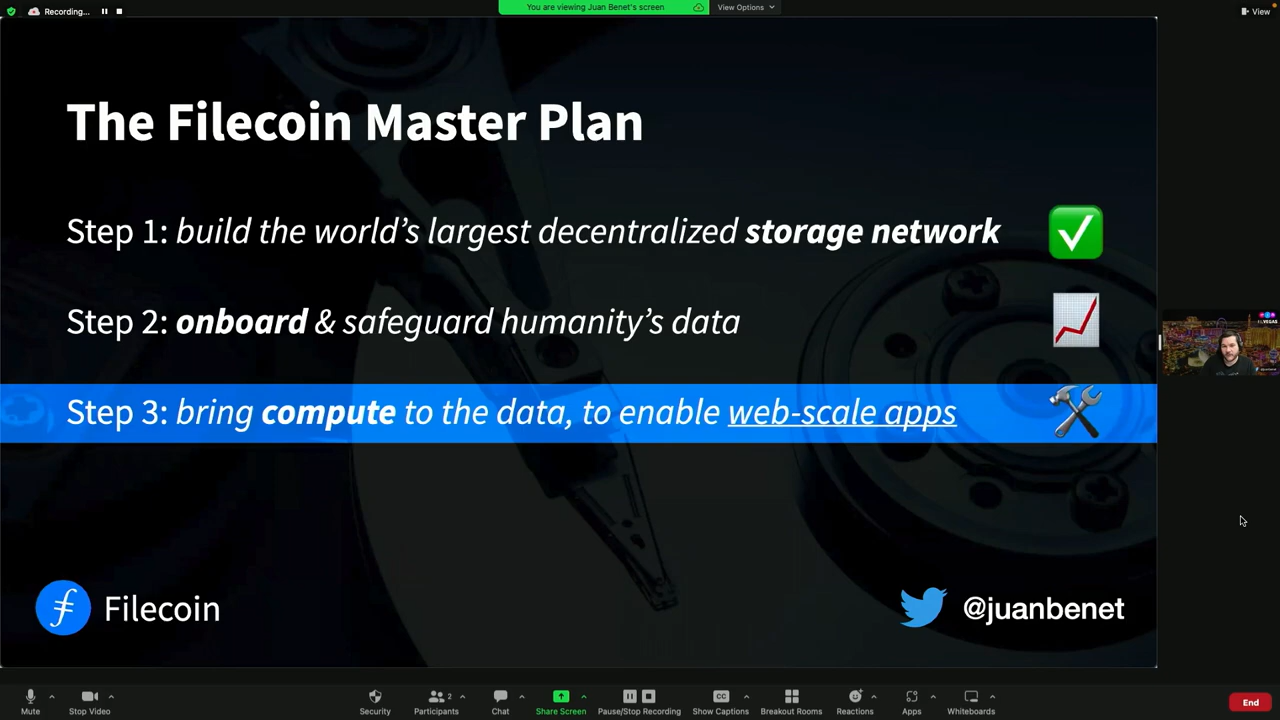 Recording...
You are viewing Juan Benet's screen
View Options
View
The Filecoin Master Plan
Step 1: build the world's largest decentralized storage network
Step 2: onboard & safeguard humanity's data
Step 3: bring compute to the data, to enable web-scale apps
Filecoin
@juanbenet
Mute
Stop Video
Security
Participants
2
Chat
Share Screen
Pause/Stop Recording
CC
Show Captions
Breakout Rooms
Reactions
Apps
Whiteboards
End